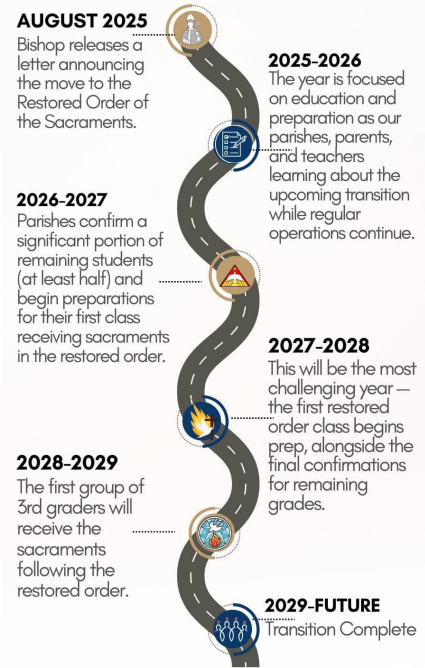 AUGUST 2025
Bishop releases a
letter announcing
the move to the
Restored Order of
the Sacraments.
2025-2026
The year is focused
on education and
preparation as our
parishes, parents,
and teachers
learning about the
upcoming transition
while regular
operations continue.
2026-2027
Parishes confirm a
significant portion of
remaining students
(at least half) and
begin preparations
for their first class
receiving sacraments
in the restored order.
2027-2028
This will be the most
challenging year —
the first restored
order class begins
prep, alongside the
final confirmations
for remaining
grades.
2028-2029
The first group of
3rd graders will
receive the
sacraments
following the
restored order.
2029-FUTURE
Transition Complete